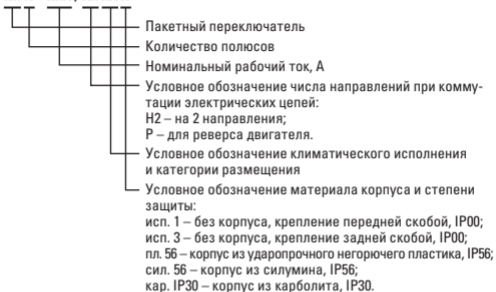 Пакетный переключатель
Количество полюсов
Номинальный рабочий ток, А
Условное обозначение числа направлений при комму-
тации электрических цепей:
Н2 – на 2 направления;
Р – для реверса двигателя.
Условное обозначение климатического исполнения
и категории размещения
Условное обозначение материала корпуса и степени
защиты:
исп. 1 – без корпуса, крепление передней скобой, IP00;
исп. 3 – без корпуса, крепление задней скобой, IP00;
пл. 56 – корпус из ударопрочного негорючего пластика, IP56;
сил. 56 – корпус из силумина, IP56;
кар. IP30 – корпус из карболита, IP30.